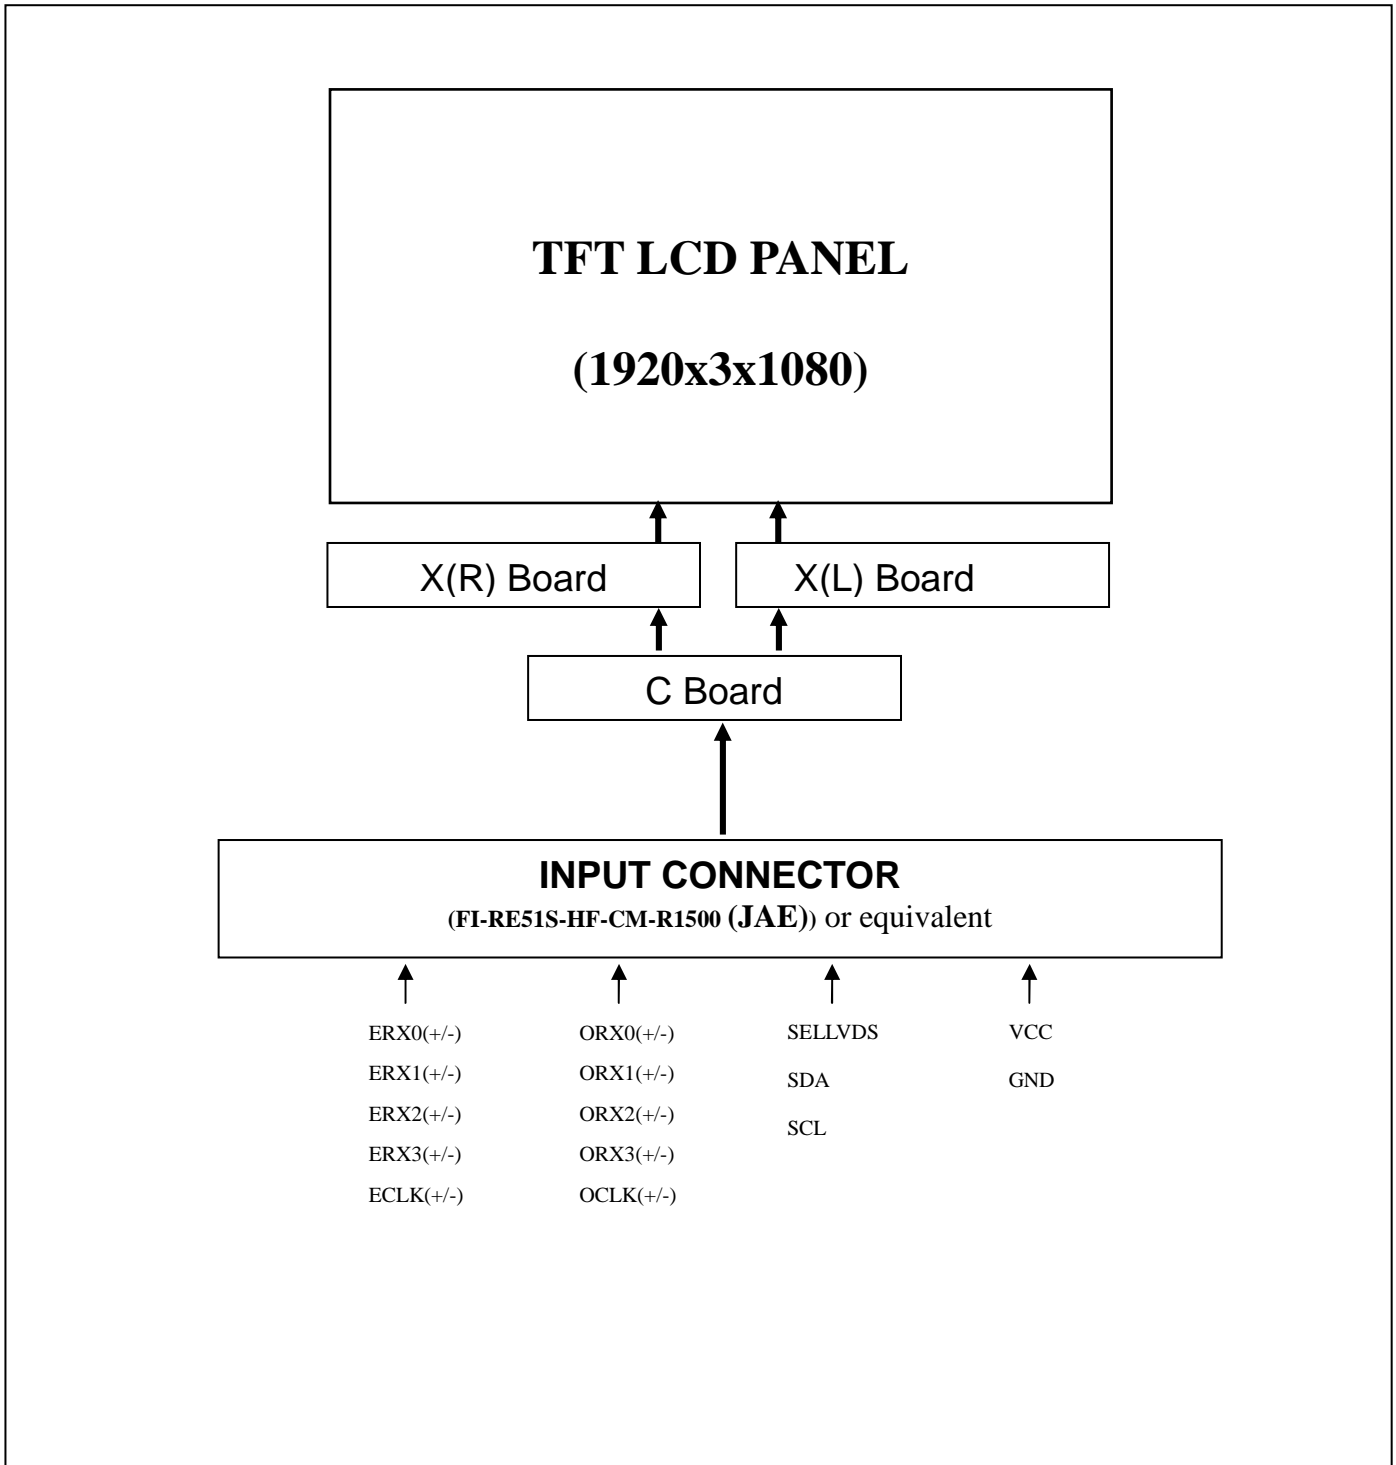 TFT LCD PANEL
(1920x3x1080)
X(R) Board
X(L) Board
C Board
INPUT CONNECTOR
(FI-RE51S-HF-CM-R1500 (JAE)) or equivalent
ERX0(+/-)
ERX1(+/-)
ERX2(+/-)
ERX3(+/-)
ECLK(+/-)
ORX0(+/-)
ORX1(+/-)
ORX2(+/-)
ORX3(+/-)
OCLK(+/-)
SELLVDS
SDA
SCL
VCC
GND